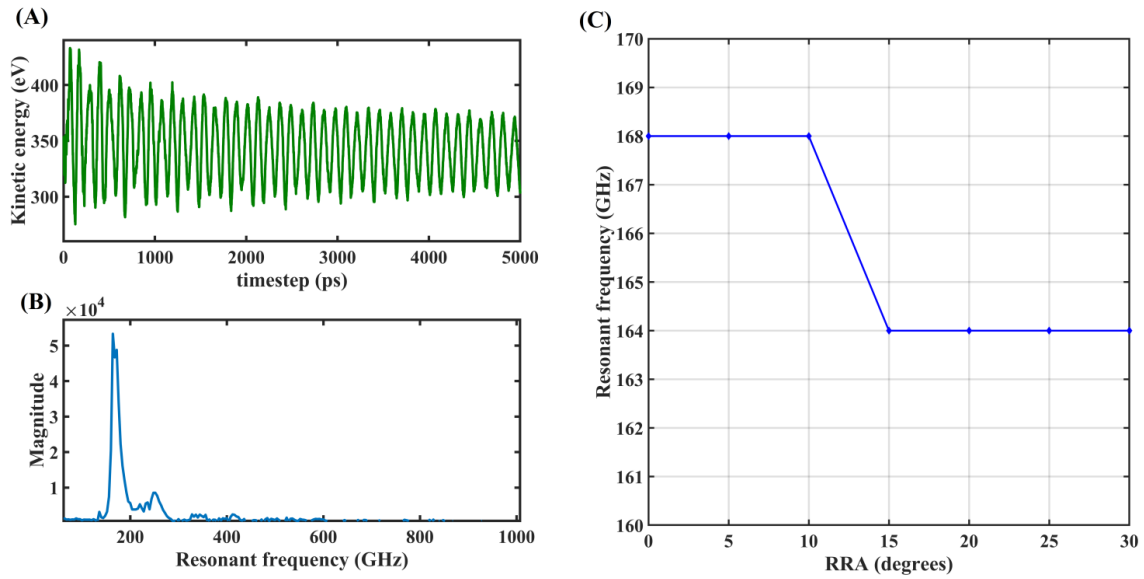 (A)
Kinetic energy (eV)
400
350
300
0 1000 2000 3000 4000 5000
timestep (ps)
(B)
×10⁴
Magnitude
5
4
3
2
1
200 400 600 800 1000
Resonant frequency (GHz)
(C)
Resonant frequency (GHz)
170
169
168
167
166
165
164
163
162
161
160
0 5 10 15 20 25 30
RRA (degrees)